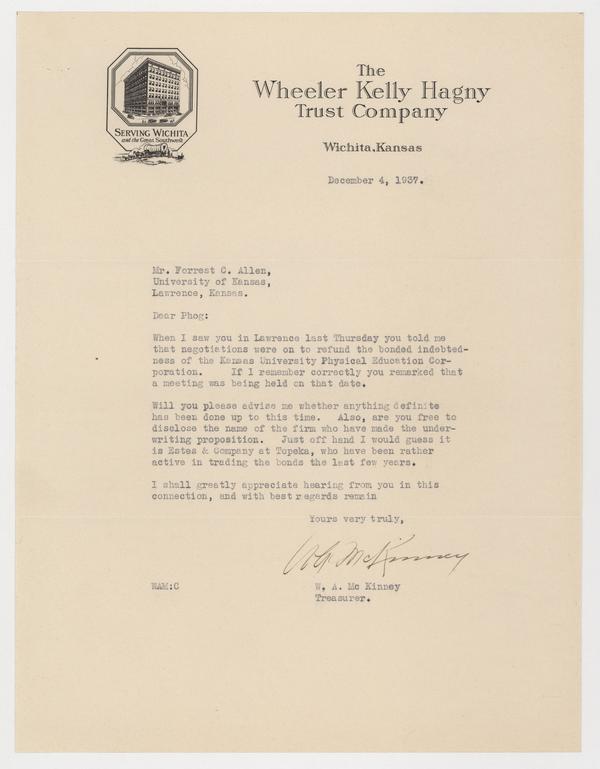 The
Wheeler Kelly Hagny
Trust Company
Wichita, Kansas
SERVING WICHITA
and the Great Southwest
December 4, 1937.
Mr. Forrest C. Allen,
University of Kansas,
Lawrence, Kansas.
Dear Phog:
When I saw you in Lawrence last Thursday you told me
that negotiations were on to refund the bonded indebted-
ness of the Kansas University Physical Education Cor-
poration. If I remember correctly you remarked that
a meeting was being held on that date.
Will you please advise me whether anything definite
has been done up to this time. Also, are you free to
disclose the name of the firm who have made the under-
writing proposition. Just off hand I would guess it
is Estes & Company at Topeka, who have been rather
active in trading the bonds the last few years.
I shall greatly appreciate hearing from you in this
connection, and with best regards remain
Yours very truly,
WA McKinney
WAM:C
W. A. Mc Kinney
Treasurer.